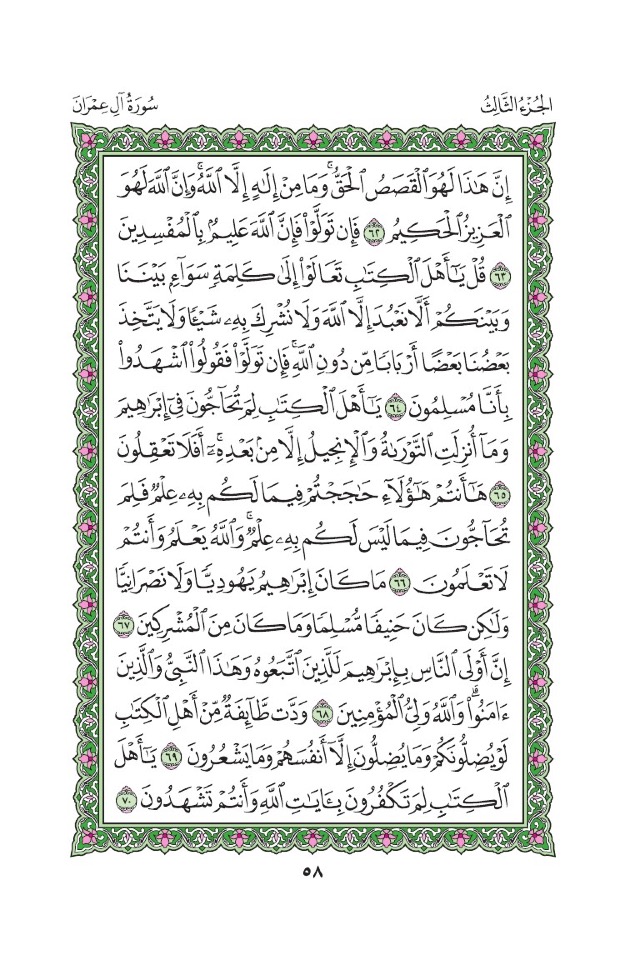 الجُزْءُ الثَّالِثُ
سُورَةُ آلِ عِمْرَانَ
إِنَّ هَٰذَا لَهُوَ ٱلْقَصَصُ ٱلْحَقُّۚ وَمَا مِنْ إِلَٰهٍ إِلَّا ٱللَّهُۚ وَإِنَّ ٱللَّهَ لَهُوَ
ٱلْعَزِيزُ ٱلْحَكِيمُ ٦٢ فَإِن تَوَلَّوْا۟ فَإِنَّ ٱللَّهَ عَلِيمٌۢ بِٱلْمُفْسِدِينَ
٦٣ قُلْ يَٰٓأَهْلَ ٱلْكِتَٰبِ تَعَالَوْا۟ إِلَىٰ كَلِمَةٍ سَوَآءٍۭ بَيْنَنَا
وَبَيْنَكُمْ أَلَّا نَعْبُدَ إِلَّا ٱللَّهَ وَلَا نُشْرِكَ بِهِۦ شَيْـًٔا وَلَا يَتَّخِذَ
بَعْضُنَا بَعْضًا أَرْبَابًا مِّن دُونِ ٱللَّهِۚ فَإِن تَوَلَّوْا۟ فَقُولُوا۟ ٱشْهَدُوا۟
بِأَنَّا مُسْلِمُونَ ٦٤ يَٰٓأَهْلَ ٱلْكِتَٰبِ لِمَ تُحَآجُّونَ فِىٓ إِبْرَٰهِيمَ
وَمَآ أُنزِلَتِ ٱلتَّوْرَىٰةُ وَٱلْإِنجِيلُ إِلَّا مِنۢ بَعْدِهِۦٓۚ أَفَلَا تَعْقِلُونَ
٦٥ هَٰٓأَنتُمْ هَٰٓؤُلَآءِ حَٰجَجْتُمْ فِيمَا لَكُم بِهِۦ عِلْمٌ فَلِمَ
تُحَآجُّونَ فِيمَا لَيْسَ لَكُم بِهِۦ عِلْمٌۚ وَٱللَّهُ يَعْلَمُ وَأَنتُمْ
لَا تَعْلَمُونَ ٦٦ مَا كَانَ إِبْرَٰهِيمُ يَهُودِيًّا وَلَا نَصْرَانِيًّا
وَلَٰكِن كَانَ حَنِيفًا مُّسْلِمًا وَمَا كَانَ مِنَ ٱلْمُشْرِكِينَ ٦٧
إِنَّ أَوْلَى ٱلنَّاسِ بِإِبْرَٰهِيمَ لَلَّذِينَ ٱتَّبَعُوهُ وَهَٰذَا ٱلنَّبِىُّ وَٱلَّذِينَ
ءَامَنُوا۟ۗ وَٱللَّهُ وَلِىُّ ٱلْمُؤْمِنِينَ ٦٨ وَدَّت طَّآئِفَةٌ مِّنْ أَهْلِ ٱلْكِتَٰبِ
لَوْ يُضِلُّونَكُمْ وَمَا يُضِلُّونَ إِلَّآ أَنفُسَهُمْ وَمَا يَشْعُرُونَ ٦٩ يَٰٓأَهْلَ
ٱلْكِتَٰبِ لِمَ تَكْفُرُونَ بِـَٔايَٰتِ ٱللَّهِ وَأَنتُمْ تَشْهَدُونَ ٧٠
٥٨